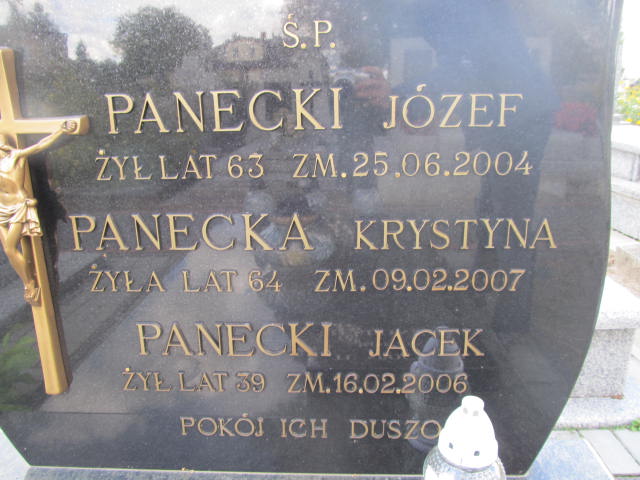 Ś.P.
PANECKI JÓZEF
ŻYŁ LAT 63 ZM. 25.06.2004
PANECKA KRYSTYNA
ŻYŁA LAT 64 ZM. 09.02.2007
PANECKI JACEK
ŻYŁ LAT 39 ZM. 16.02.2006
POKÓJ ICH DUSZO